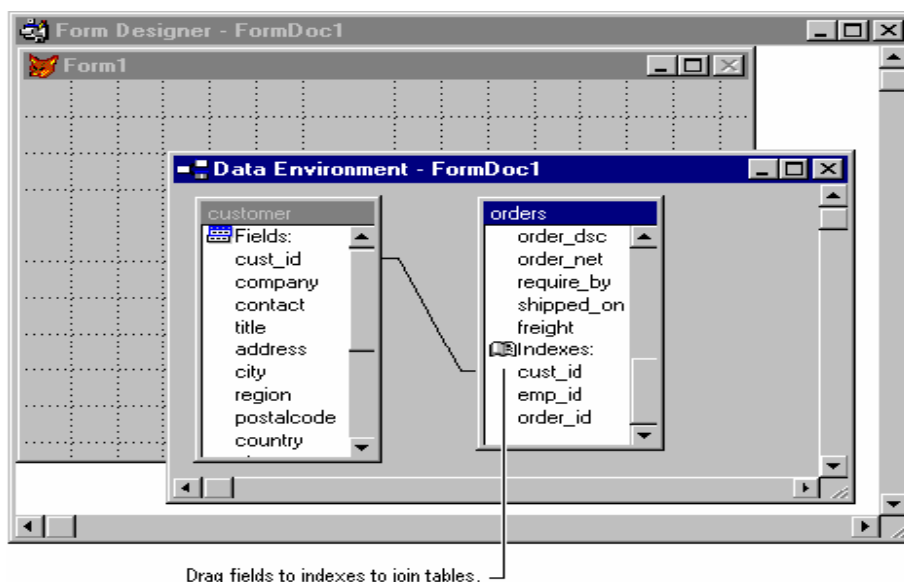 Form Designer - FormDoc1
Form1
Data Environment - FormDoc1
customer
Fields:
cust_id
company
contact
title
address
city
region
postalcode
country
orders
order_dsc
order_net
require_by
shipped_on
freight
Indexes:
cust_id
emp_id
order_id
Drag fields to indexes to join tables.